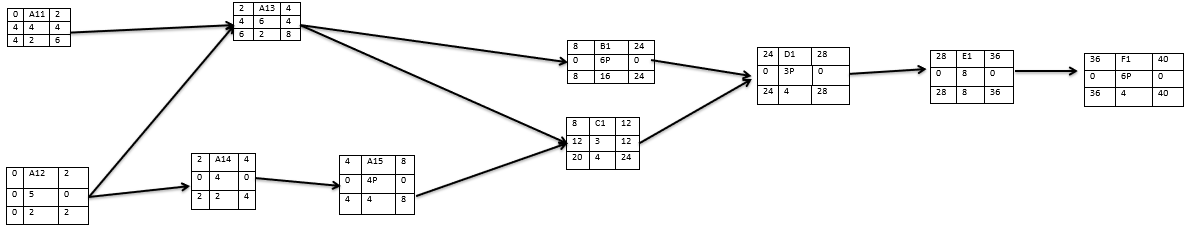 0 A11 2
4 4 4
4 2 6
2 A13 4
4 6 4
6 2 8
8 B1 24
0 6P 0
8 16 24
24 D1 28
0 3P 0
24 4 28
28 E1 36
0 8 0
28 8 36
36 F1 40
0 6P 0
36 4 40
8 C1 12
12 3 12
20 4 24
0 A12 2
0 5 0
0 2 2
2 A14 4
0 4 0
2 2 4
4 A15 8
0 4P 0
4 4 8